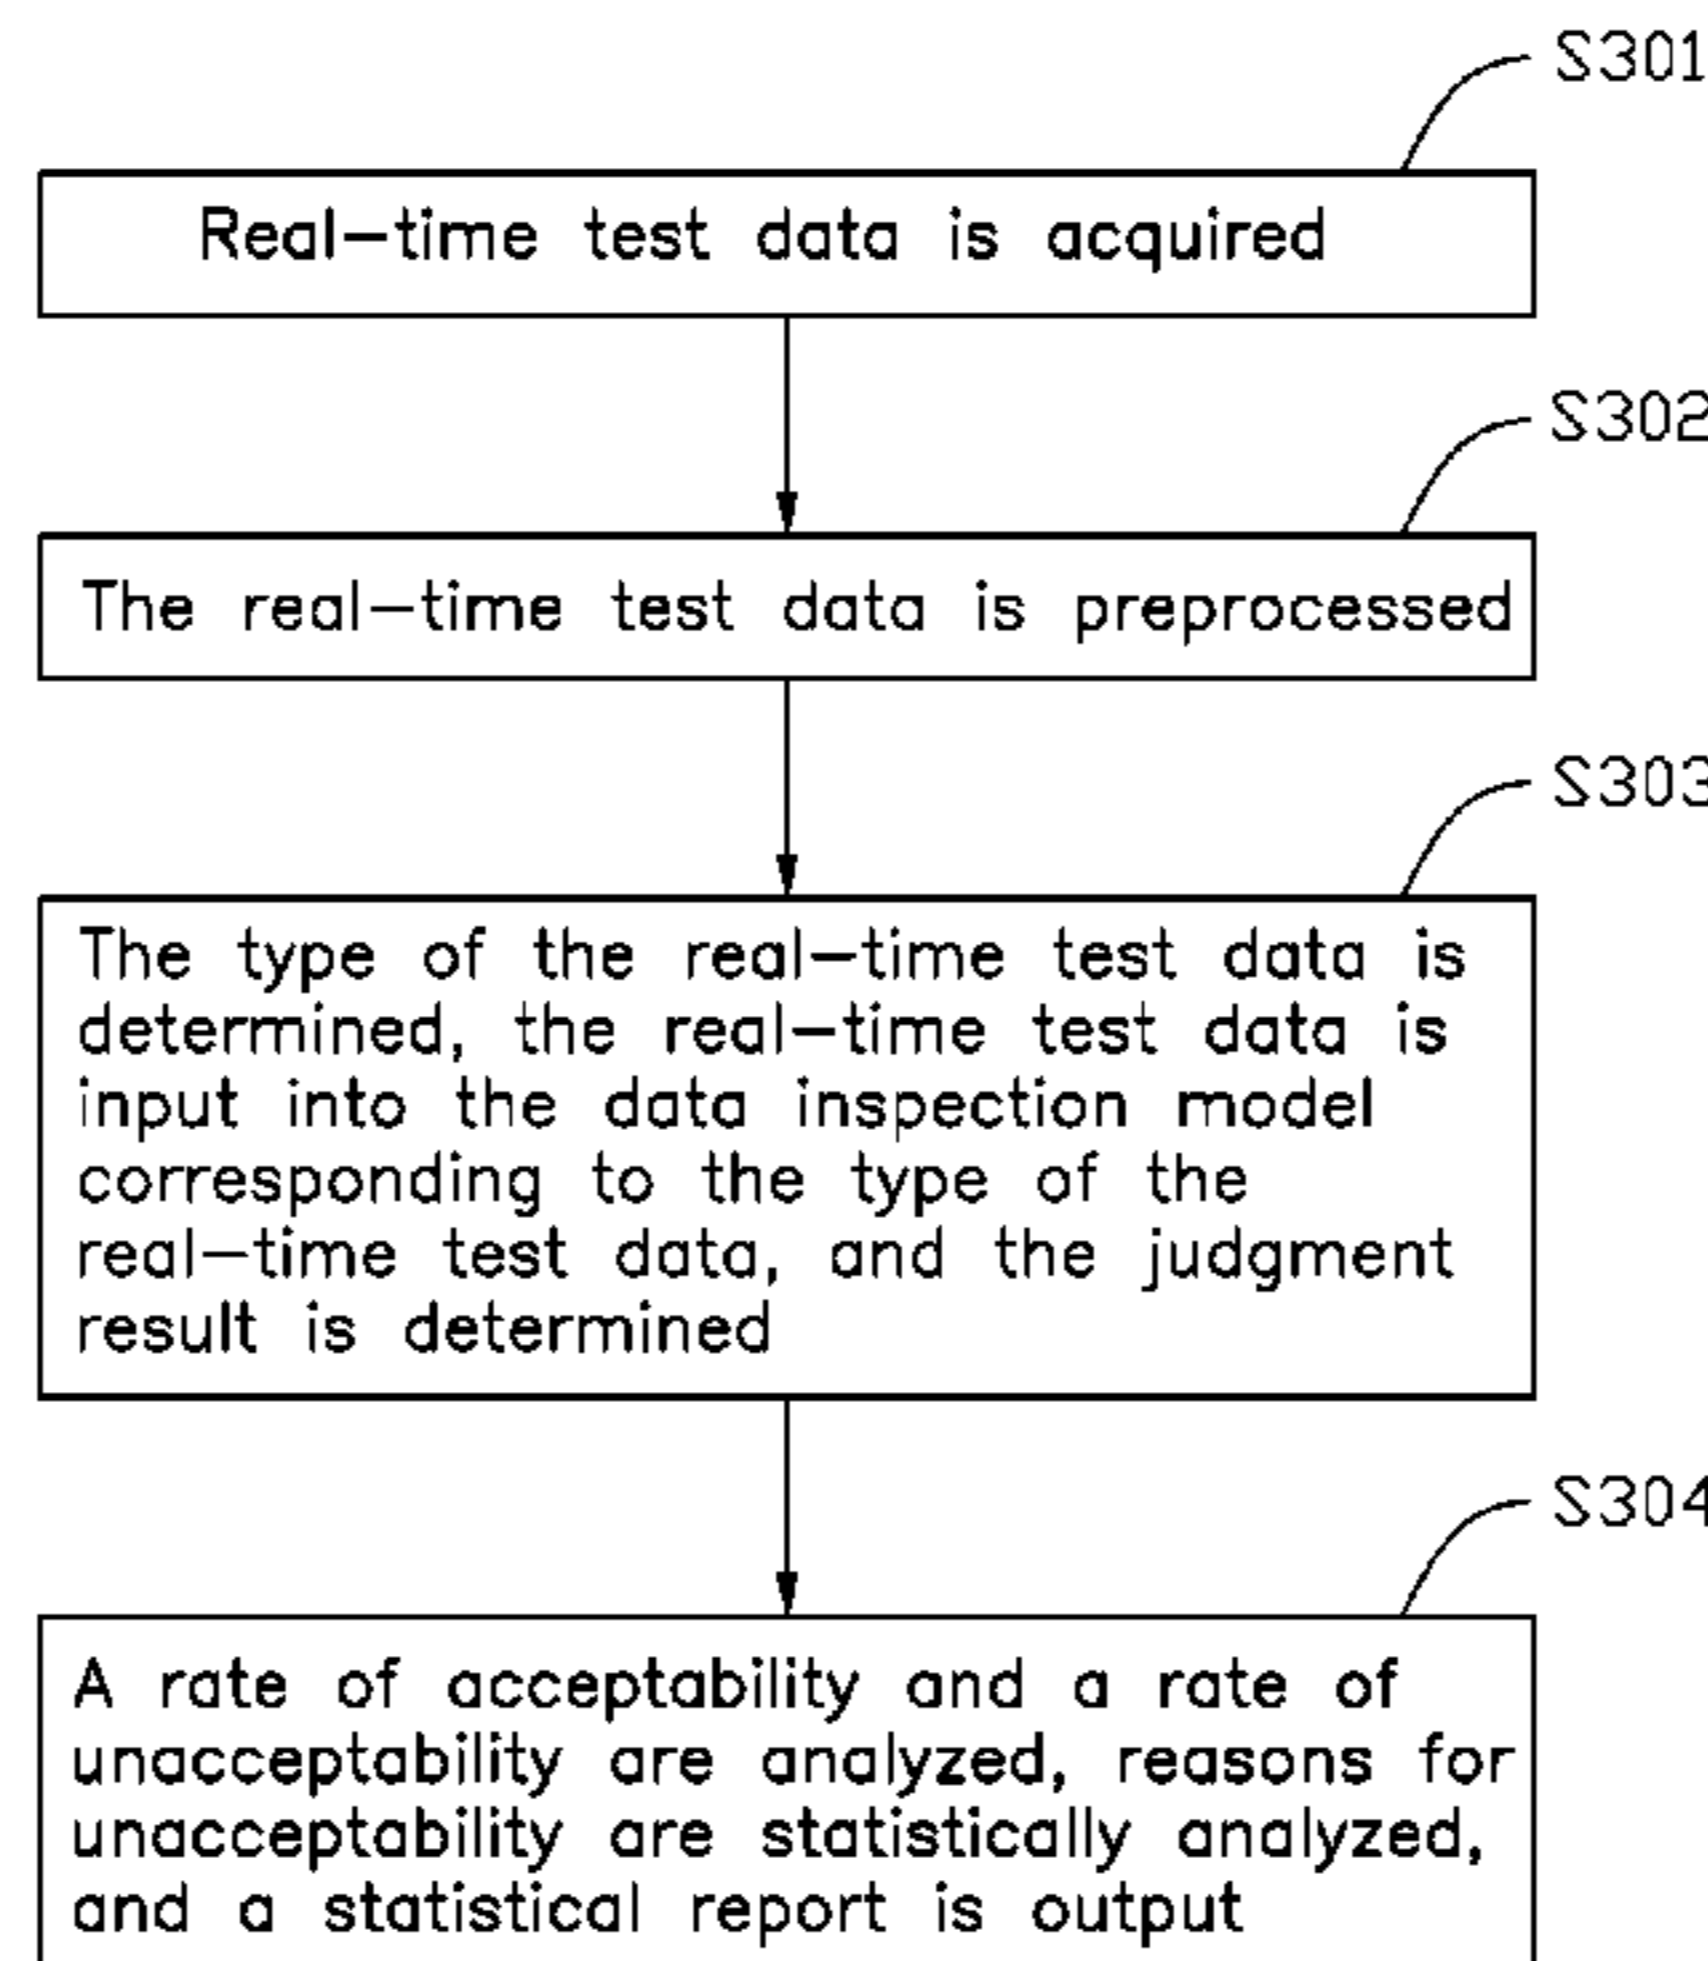 S301
Real-time test data is acquired
S302
The real-time test data is preprocessed
S303
The type of the real-time test data is
determined, the real-time test data is
input into the data inspection model
corresponding to the type of the
real-time test data, and the judgment
result is determined
S304
A rate of acceptability and a rate of
unacceptability are analyzed, reasons for
unacceptability are statistically analyzed,
and a statistical report is output